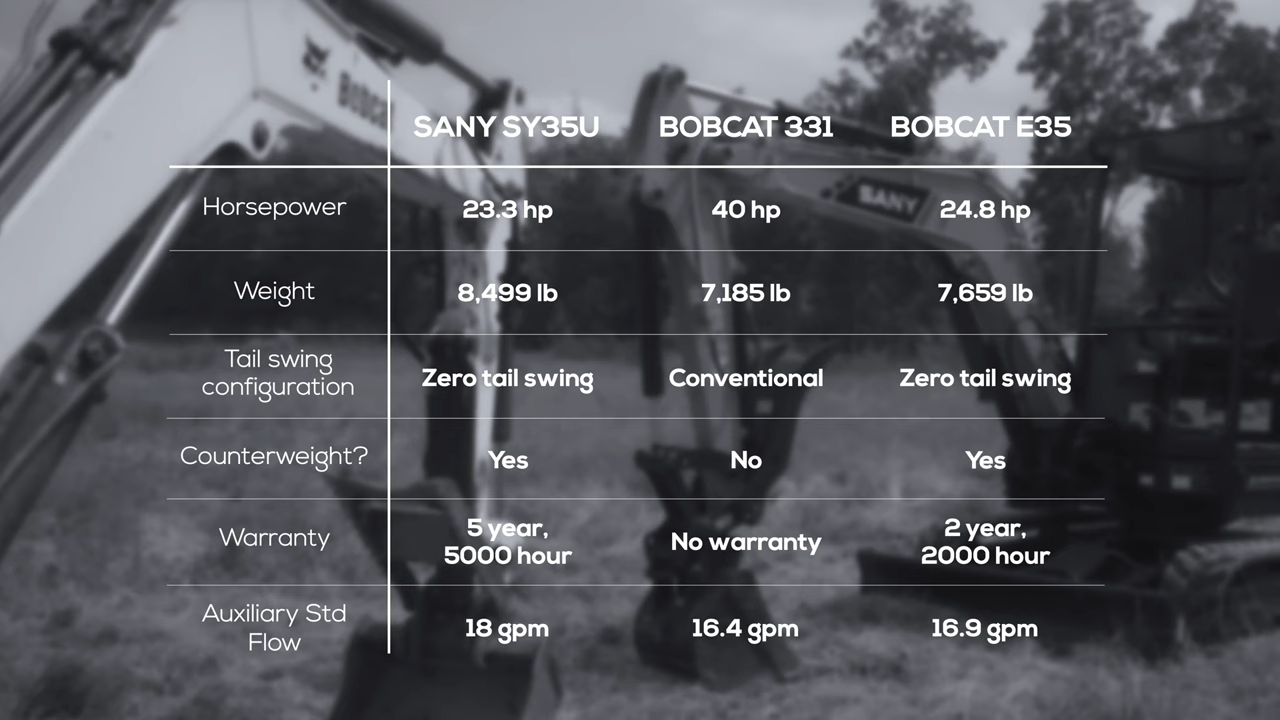 SANY SY35U BOBCAT 331 BOBCAT E35
Horsepower 23.3 hp 40 hp 24.8 hp
Weight 8,499 lb 7,185 lb 7,659 lb
Tail swing
configuration Zero tail swing Conventional Zero tail swing
Counterweight? Yes No Yes
Warranty 5 year,
5000 hour No warranty 2 year,
2000 hour
Auxiliary Std
Flow 18 gpm 16.4 gpm 16.9 gpm
BOBCAT
SANY